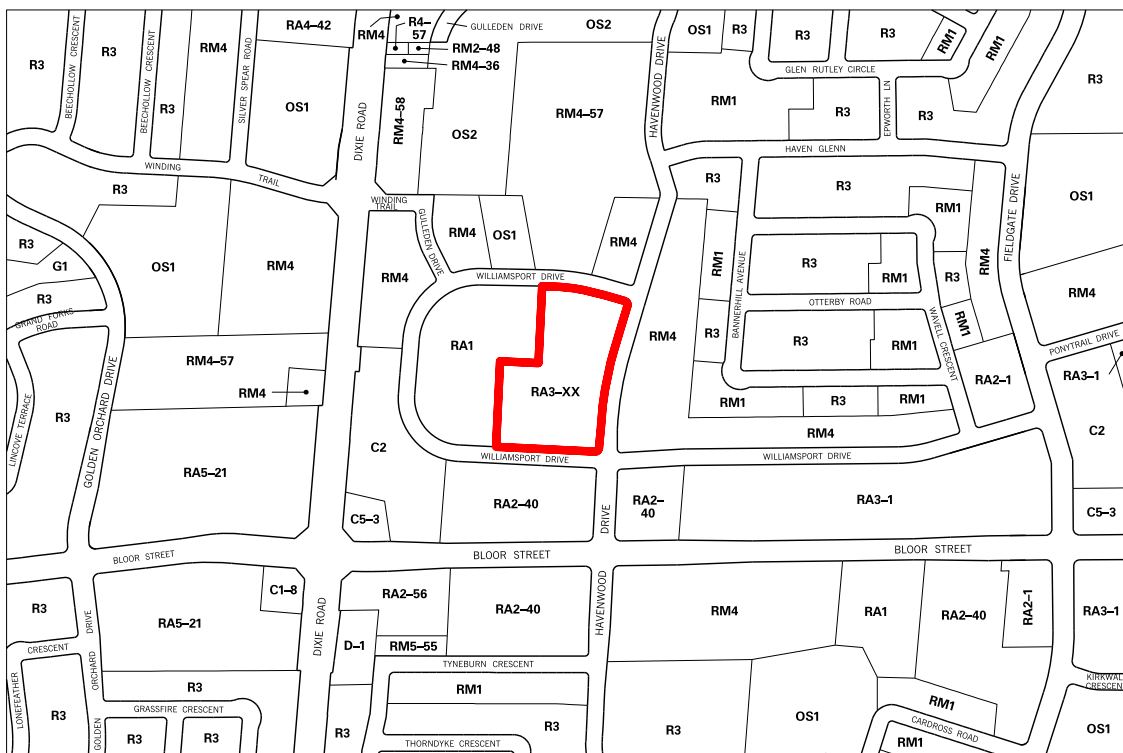 RA4–42
RM4
R4–
57
GULLEDEN DRIVE
OS2
OS1
R3
R3
R3
RM1
RM1
R3
R3
RM4
BEECHOLLOW CRESCENT
BEECHOLLOW CRESCENT
SILVER SPEAR ROAD
RM2–48
RM4–36
HAVENWOOD DRIVE
GLEN RUTLEY CIRCLE
R3
R3
OS1
DIXIE ROAD
RM4–58
OS2
RM4–57
RM1
R3
EPWORTH LN
R3
HAVEN GLENN
WINDING
TRAIL
R3
WINDING
TRAIL
GULLEDEN DRIVE
R3
R3
RM1
OS1
FIELDGATE DRIVE
RM4
OS1
RM4
RM4
R3
G1
R3
GRAND FORKS
ROAD
OS1
RM4
RM4
WILLIAMSPORT DRIVE
RM1
BANNERHILL AVENUE
R3
RM1
R3
RM4
OTTERBY ROAD
RM4
RM1
WAVELL CRESCENT
RA1
RM4
R3
R3
RM1
PONYTRAIL DRIVE
RM4–57
RM4
GOLDEN ORCHARD DRIVE
RA3–XX
RA2–1
RA3–1
R3
LINCOVE TERRACE
RM1
R3
RM1
RM4
C2
C2
RA5–21
WILLIAMSPORT DRIVE
WILLIAMSPORT DRIVE
RA2–40
RA2–
40
RA3–1
C5–3
C5–3
DRIVE
BLOOR STREET
BLOOR STREET
BLOOR STREET
C1–8
RA2–56
RA2–40
HAVENWOOD
RM4
RA1
RA2–40
RA2–1
RA3–1
R3
DRIVE
RA5–21
DIXIE ROAD
D–1
RM5–55
CRESCENT
TYNEBURN CRESCENT
KIRKWALL
CRESCENT
LONEFEATHER
ORCHARD
R3
RM1
RM1
R3
GRASSFIRE CRESCENT
OS1
CARDROSS ROAD
GOLDEN
R3
R3
R3
R3
R3
THORNDYKE CRESCENT
RM1
OS1